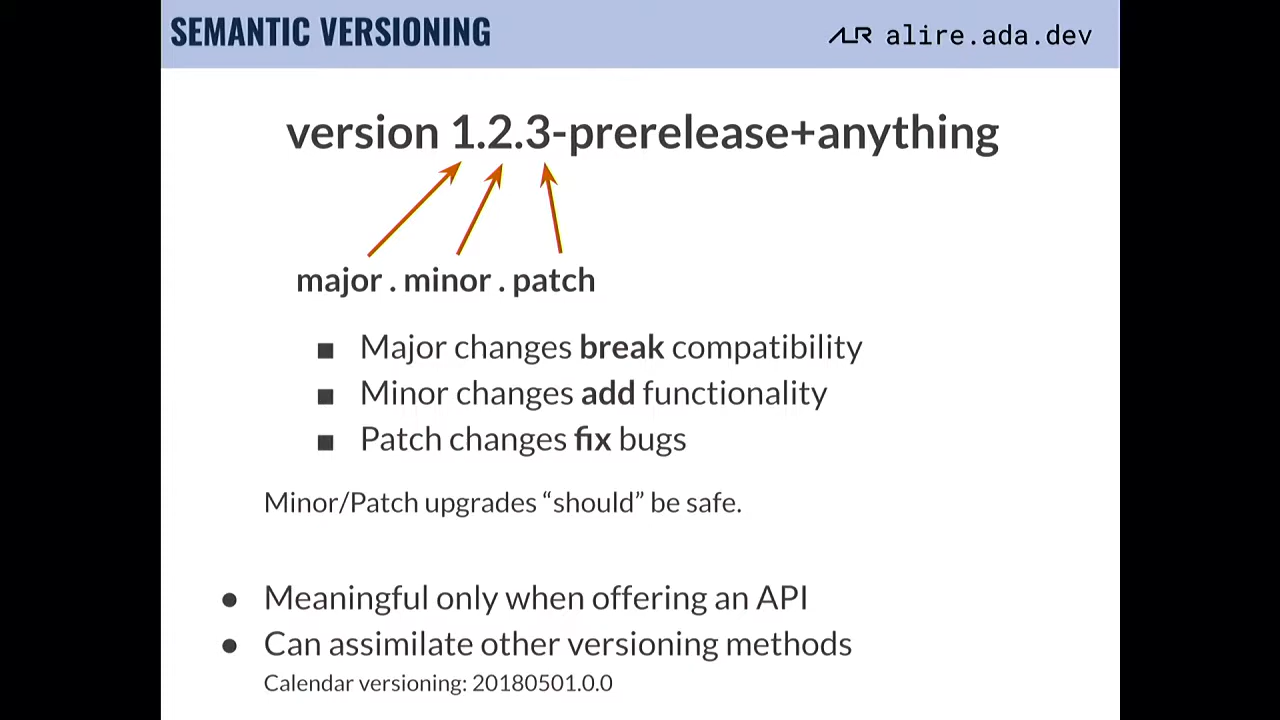 SEMANTIC VERSIONING
ALR alire.ada.dev
version 1.2.3-prerelease+anything
major . minor . patch
■ Major changes break compatibility
■ Minor changes add functionality
■ Patch changes fix bugs
Minor/Patch upgrades “should” be safe.
● Meaningful only when offering an API
● Can assimilate other versioning methods
Calendar versioning: 20180501.0.0